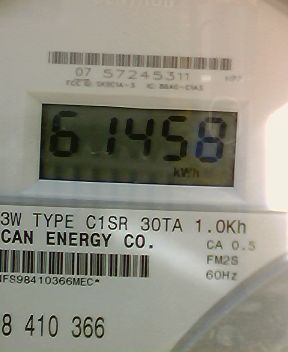 07 57245311
61458
kWh
3W TYPE C1SR 30TA 1.0Kh
CAN ENERGY CO.
CA 0.5
FM2S
60Hz
NFS98410366MEC*
8 410 366